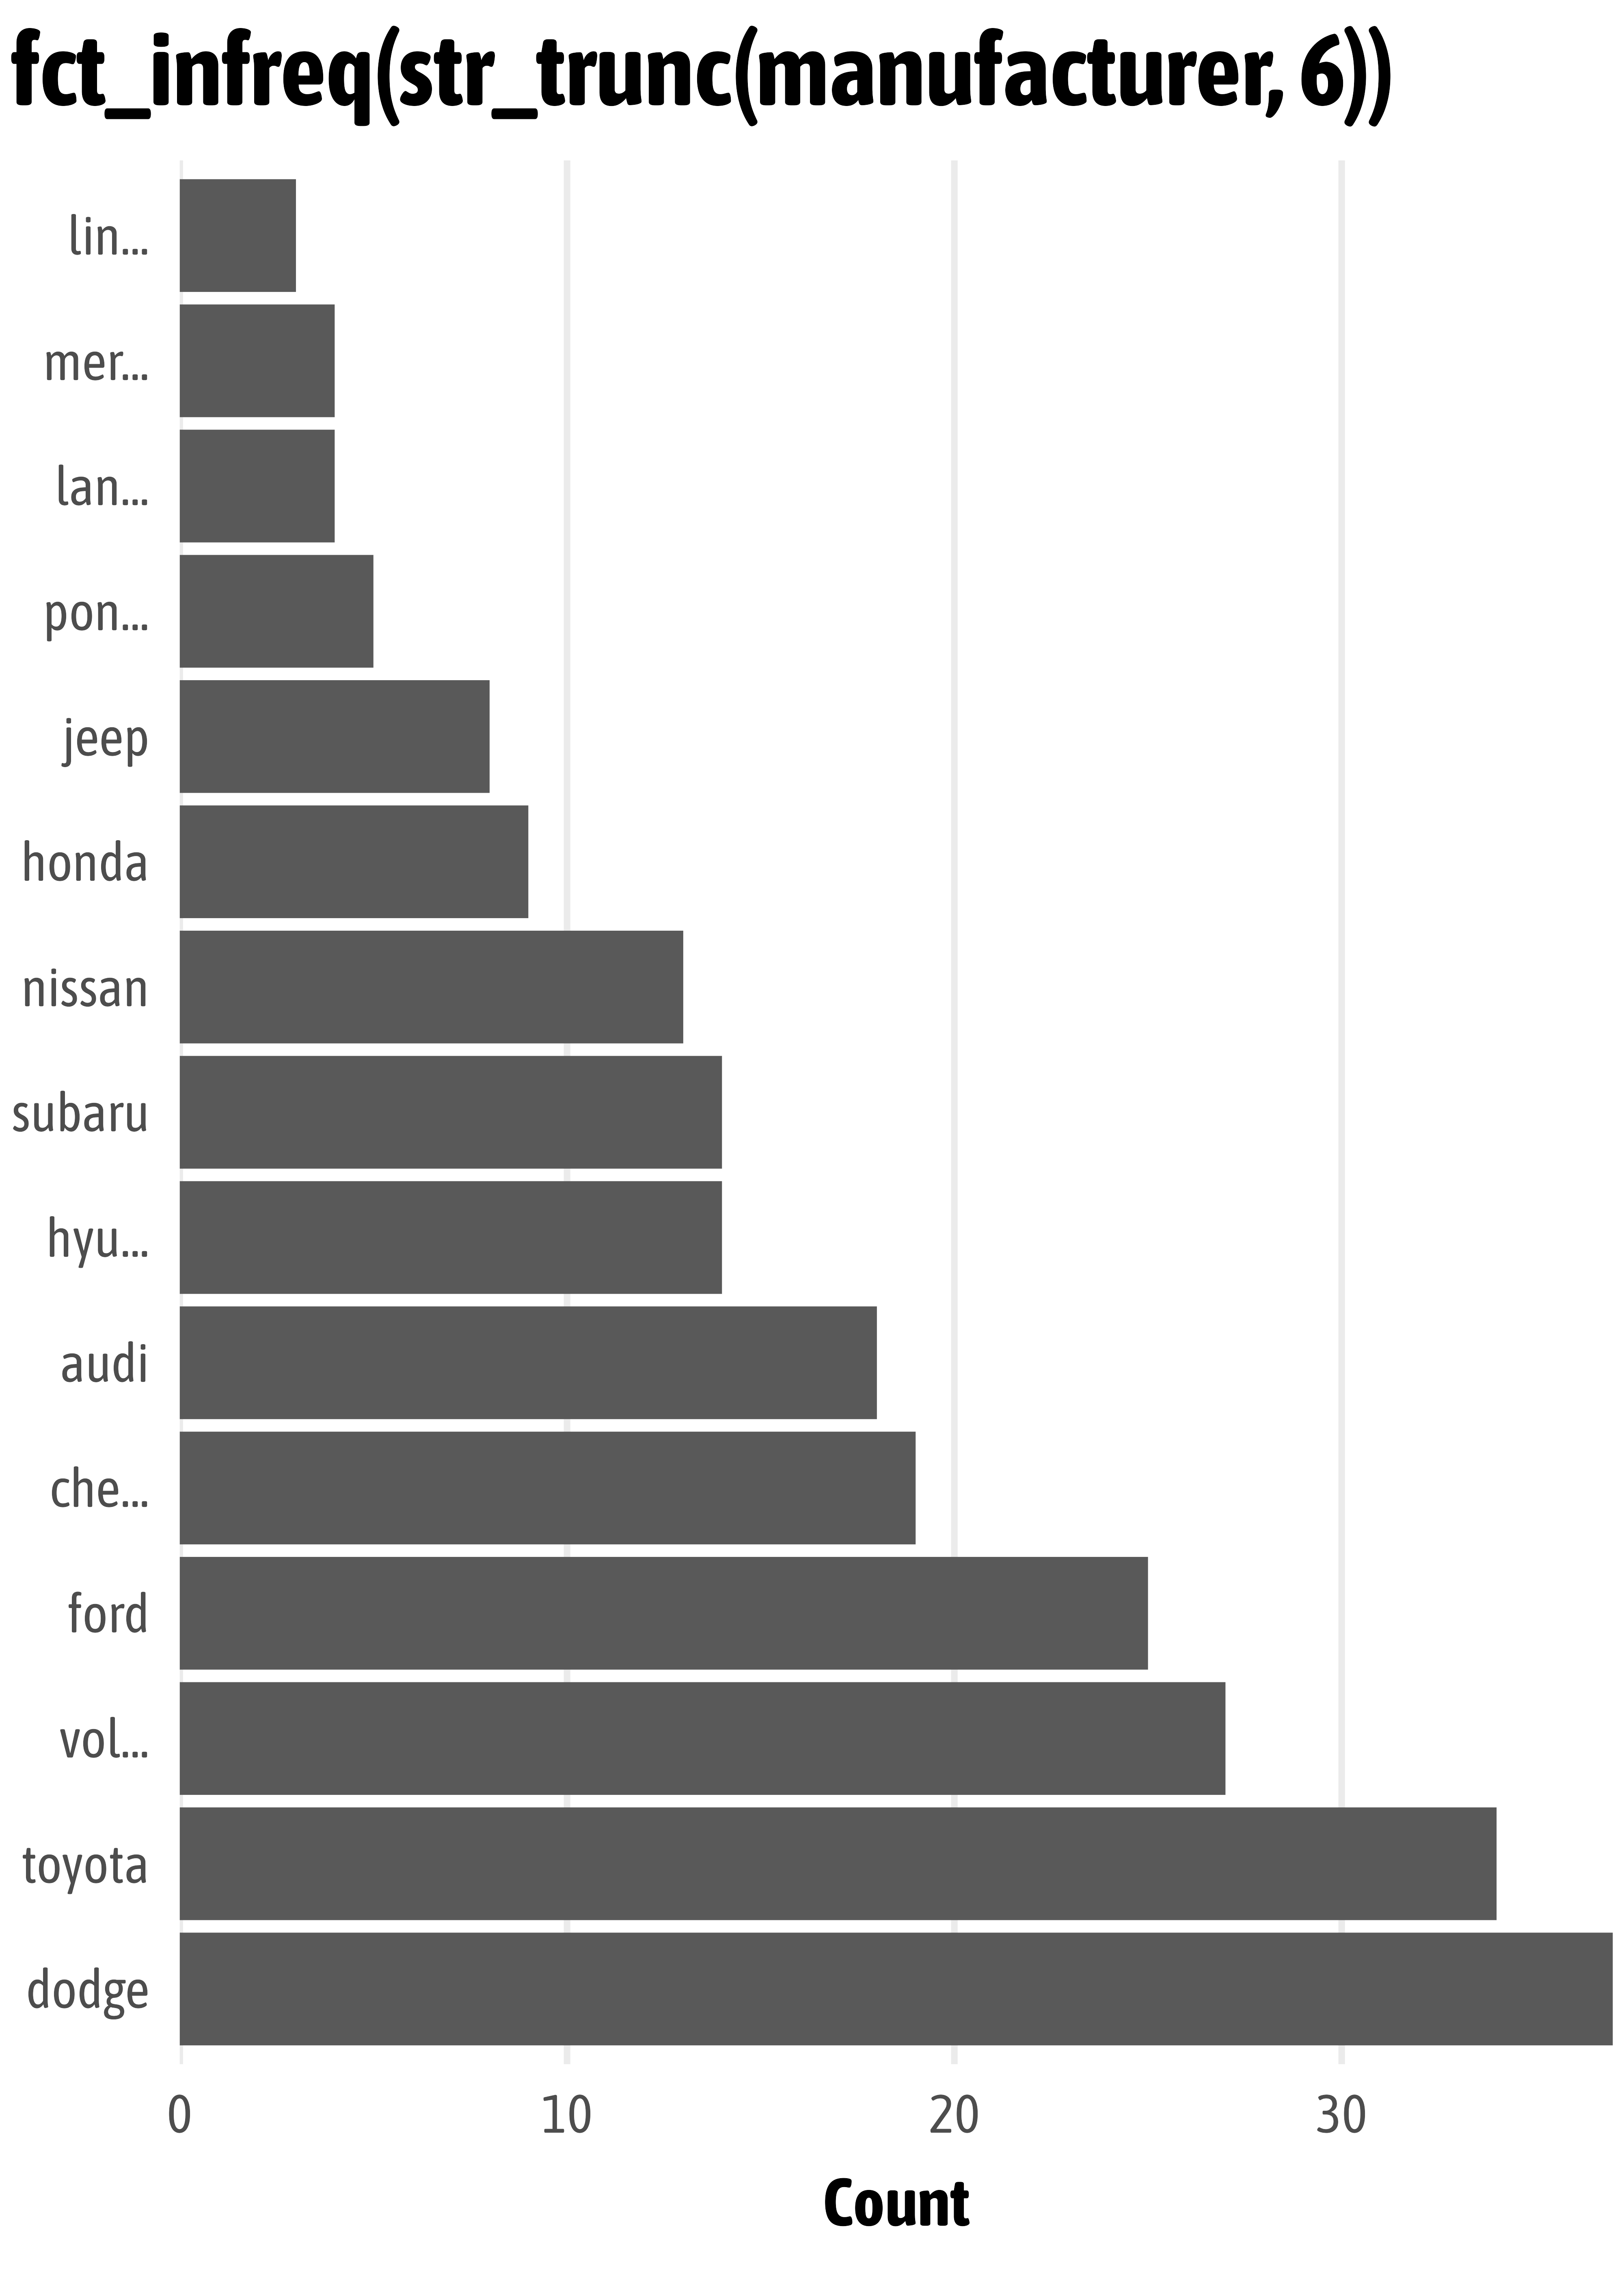 fct_infreq(str_trunc(manufacturer, 6))
lin...
mer...
lan...
pon...
jeep
honda
nissan
subaru
hyu...
audi
che...
ford
vol...
toyota
dodge
0 10 20 30
Count